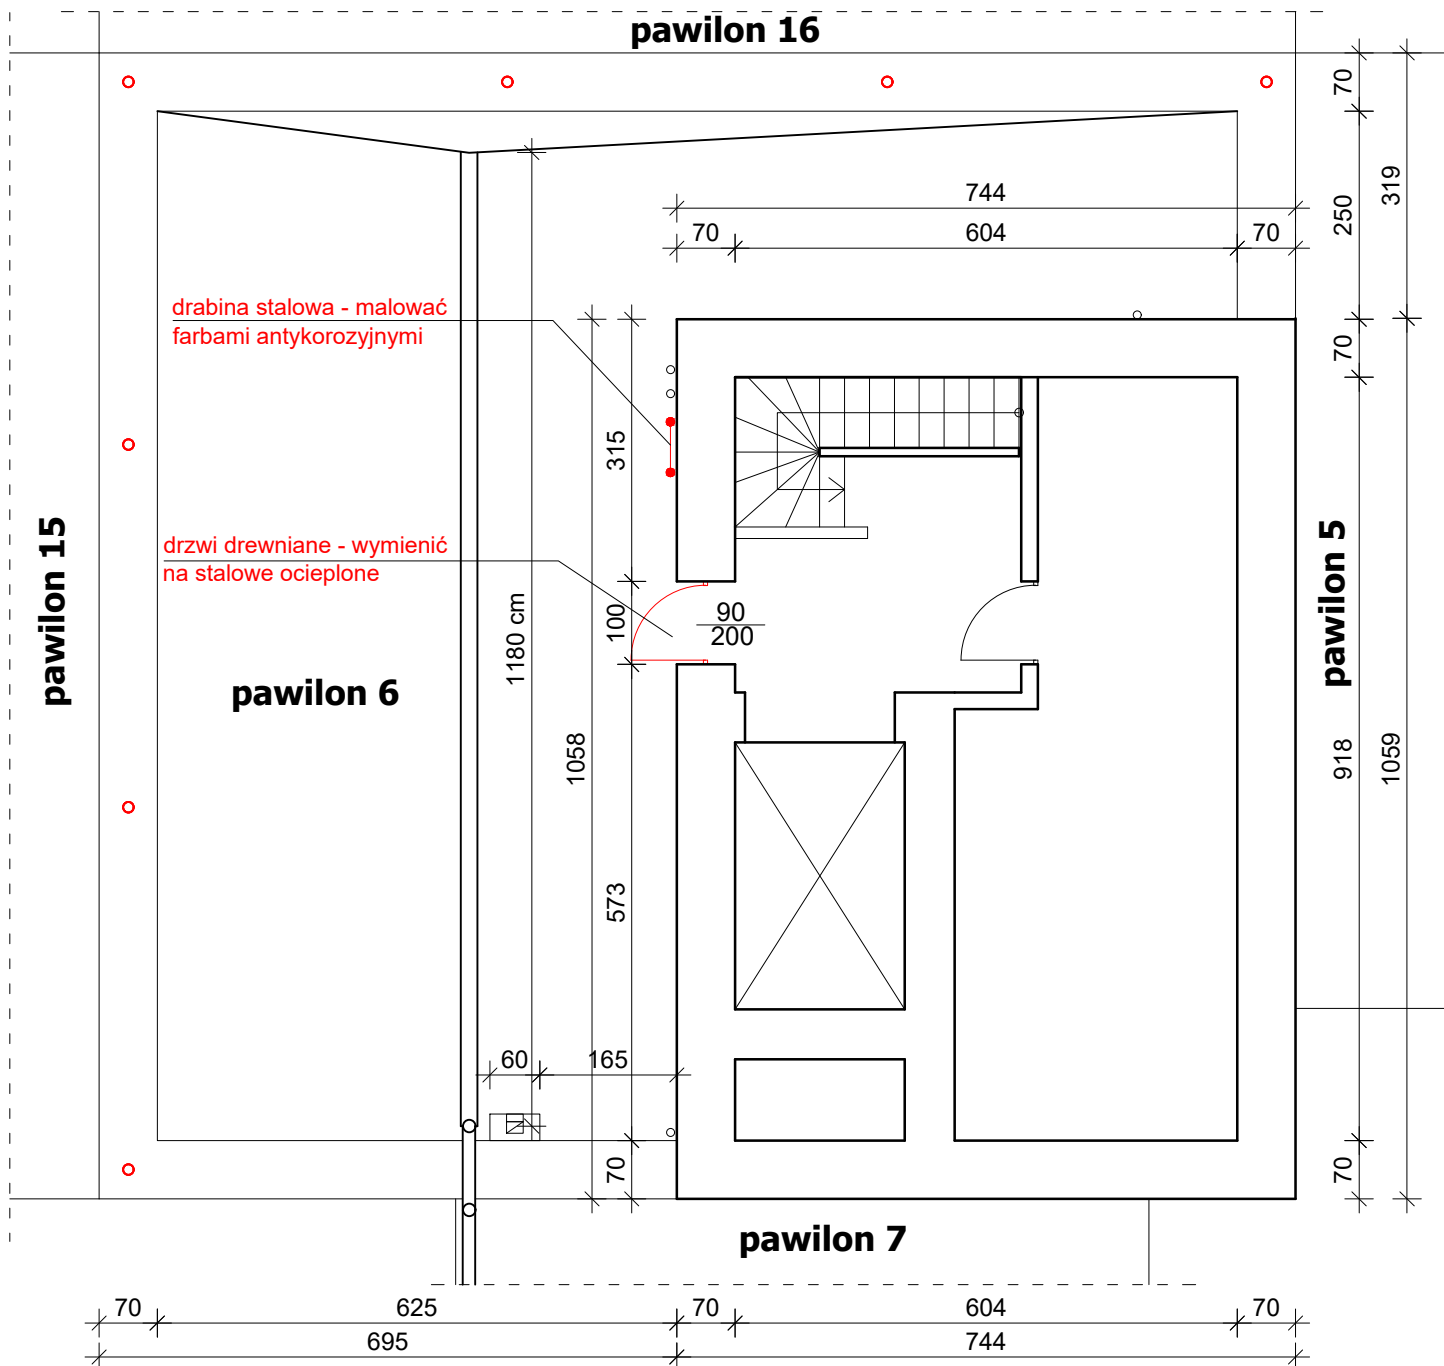 pawilon 16
70
319
250
744
70
604
70
drabina stalowa - malować
farbami antykorozyjnymi
70
315
drzwi drewniane - wymienić
na stalowe ocieplone
pawilon 15
1180 cm
100
90
200
pawilon 5
pawilon 6
1058
918
1059
573
60
165
70
70
pawilon 7
70
625
70
604
70
695
744